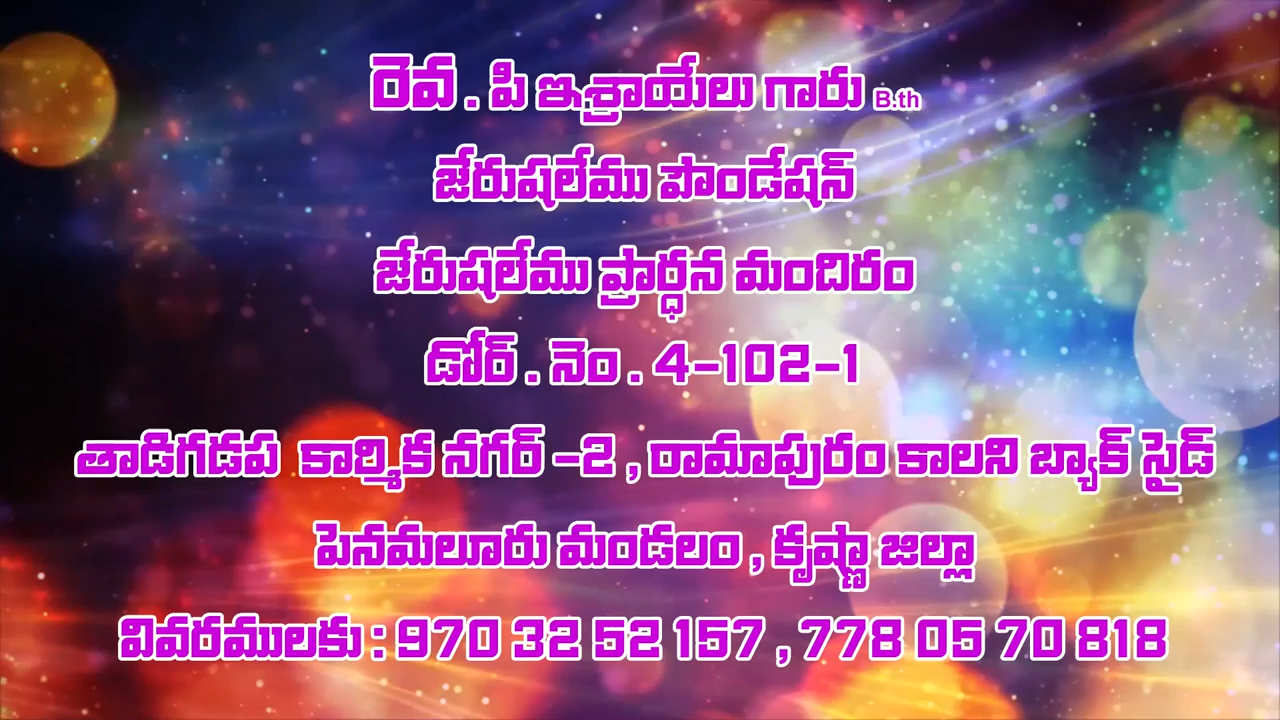 రెవ . పి ఇశ్రాయేలు గారు B.th
జేరుషలేము పౌండేషన్
జేరుషలేము ప్రార్ధన మందిరం
డోర్ . నెం . 4-102-1
తాడిగడప కార్మిక నగర్ -2 , రామాపురం కాలని బ్యాక్ సైడ్
పెనమలూరు మండలం , కృష్ణా జిల్లా
వివరములకు : 970 32 52 157 , 778 05 70 818